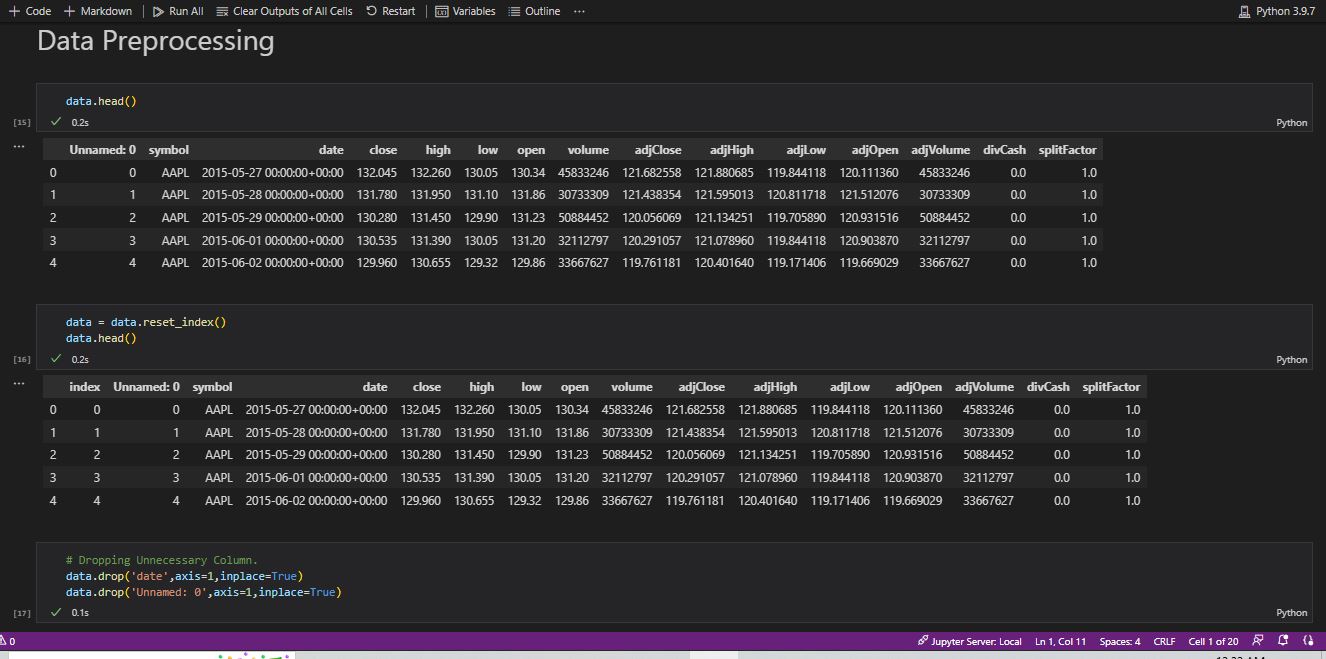 Code Markdown Run All Clear Outputs of All Cells Restart Variables Outline ... Python 3.9.7
Data Preprocessing
data.head()
[15] 0.2s Python
Unnamed: 0 symbol date close high low open volume adjClose adjHigh adjLow adjOpen adjVolume divCash splitFactor
0 0 AAPL 2015-05-27 00:00:00+00:00 132.045 132.260 130.05 130.34 45833246 121.682558 121.880685 119.844118 120.111360 45833246 0.0 1.0
1 1 AAPL 2015-05-28 00:00:00+00:00 131.780 131.950 131.10 131.86 30733309 121.438354 121.595013 120.811718 121.512076 30733309 0.0 1.0
2 2 AAPL 2015-05-29 00:00:00+00:00 130.280 131.450 129.90 131.23 50884452 120.056069 121.134251 119.705890 120.931516 50884452 0.0 1.0
3 3 AAPL 2015-06-01 00:00:00+00:00 130.535 131.390 130.05 131.20 32112797 120.291057 121.078960 119.844118 120.903870 32112797 0.0 1.0
4 4 AAPL 2015-06-02 00:00:00+00:00 129.960 130.655 129.32 129.86 33667627 119.761181 120.401640 119.171406 119.669029 33667627 0.0 1.0
data = data.reset_index()
data.head()
[16] 0.2s Python
index Unnamed: 0 symbol date close high low open volume adjClose adjHigh adjLow adjOpen adjVolume divCash splitFactor
0 0 0 AAPL 2015-05-27 00:00:00+00:00 132.045 132.260 130.05 130.34 45833246 121.682558 121.880685 119.844118 120.111360 45833246 0.0 1.0
1 1 1 AAPL 2015-05-28 00:00:00+00:00 131.780 131.950 131.10 131.86 30733309 121.438354 121.595013 120.811718 121.512076 30733309 0.0 1.0
2 2 2 AAPL 2015-05-29 00:00:00+00:00 130.280 131.450 129.90 131.23 50884452 120.056069 121.134251 119.705890 120.931516 50884452 0.0 1.0
3 3 3 AAPL 2015-06-01 00:00:00+00:00 130.535 131.390 130.05 131.20 32112797 120.291057 121.078960 119.844118 120.903870 32112797 0.0 1.0
4 4 4 AAPL 2015-06-02 00:00:00+00:00 129.960 130.655 129.32 129.86 33667627 119.761181 120.401640 119.171406 119.669029 33667627 0.0 1.0
# Dropping Unnecessary Column.
data.drop('date',axis=1,inplace=True)
data.drop('Unnamed: 0',axis=1,inplace=True)
[17] 0.1s Python
0 Jupyter Server: Local Ln 1, Col 11 Spaces: 4 CRLF Cell 1 of 20